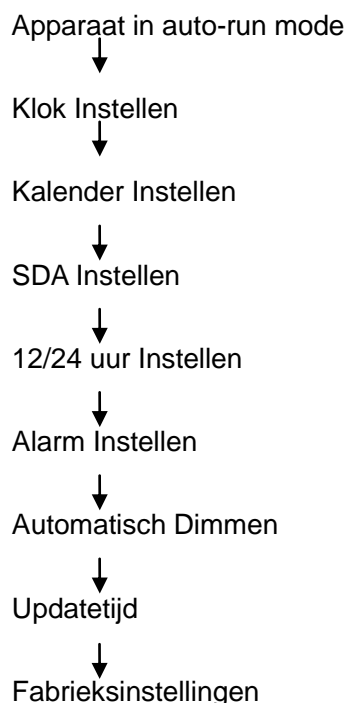 Apparaat in auto-run mode
Klok Instellen
Kalender Instellen
SDA Instellen
12/24 uur Instellen
Alarm Instellen
Automatisch Dimmen
Updatetijd
Fabrieksinstellingen